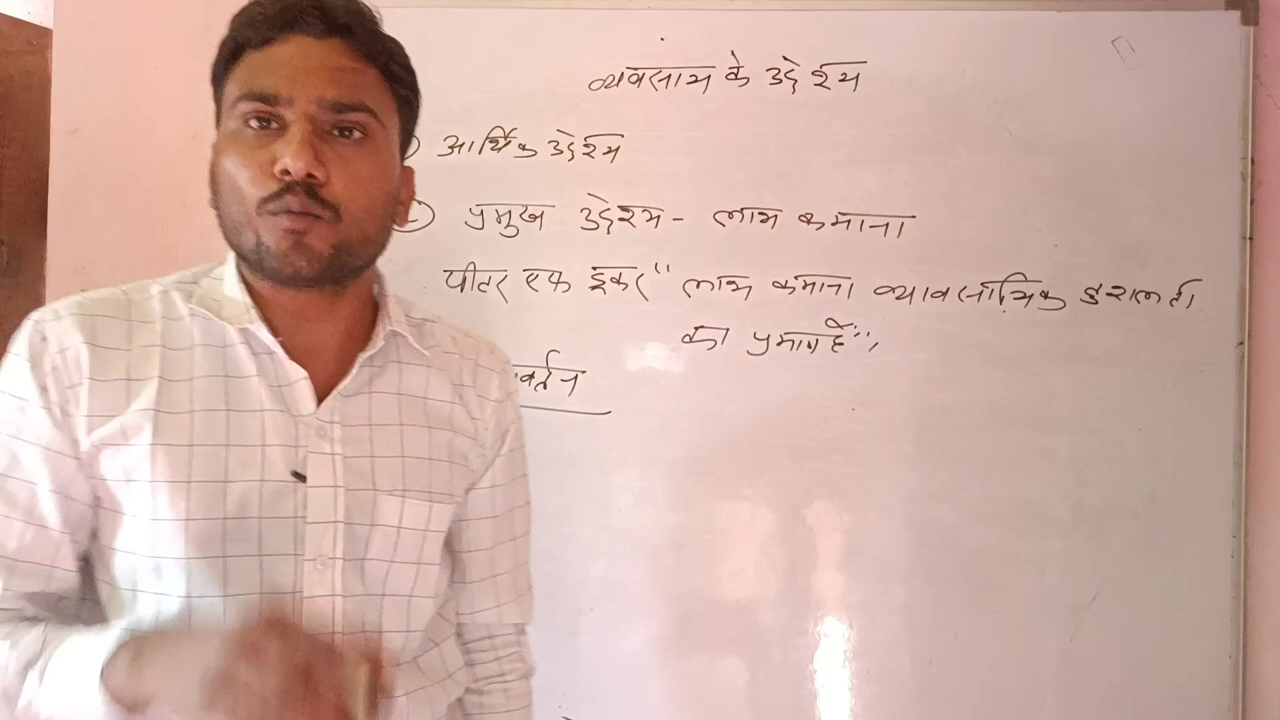 व्यवसाय के उद्देश्य
आर्थिक उद्देश्य
प्रमुख उद्देश्य - लाभ कमाना
पीटर एफ ड्रकर " लाभ कमाना व्यावसायिक कुशलता
का प्रमाण है"